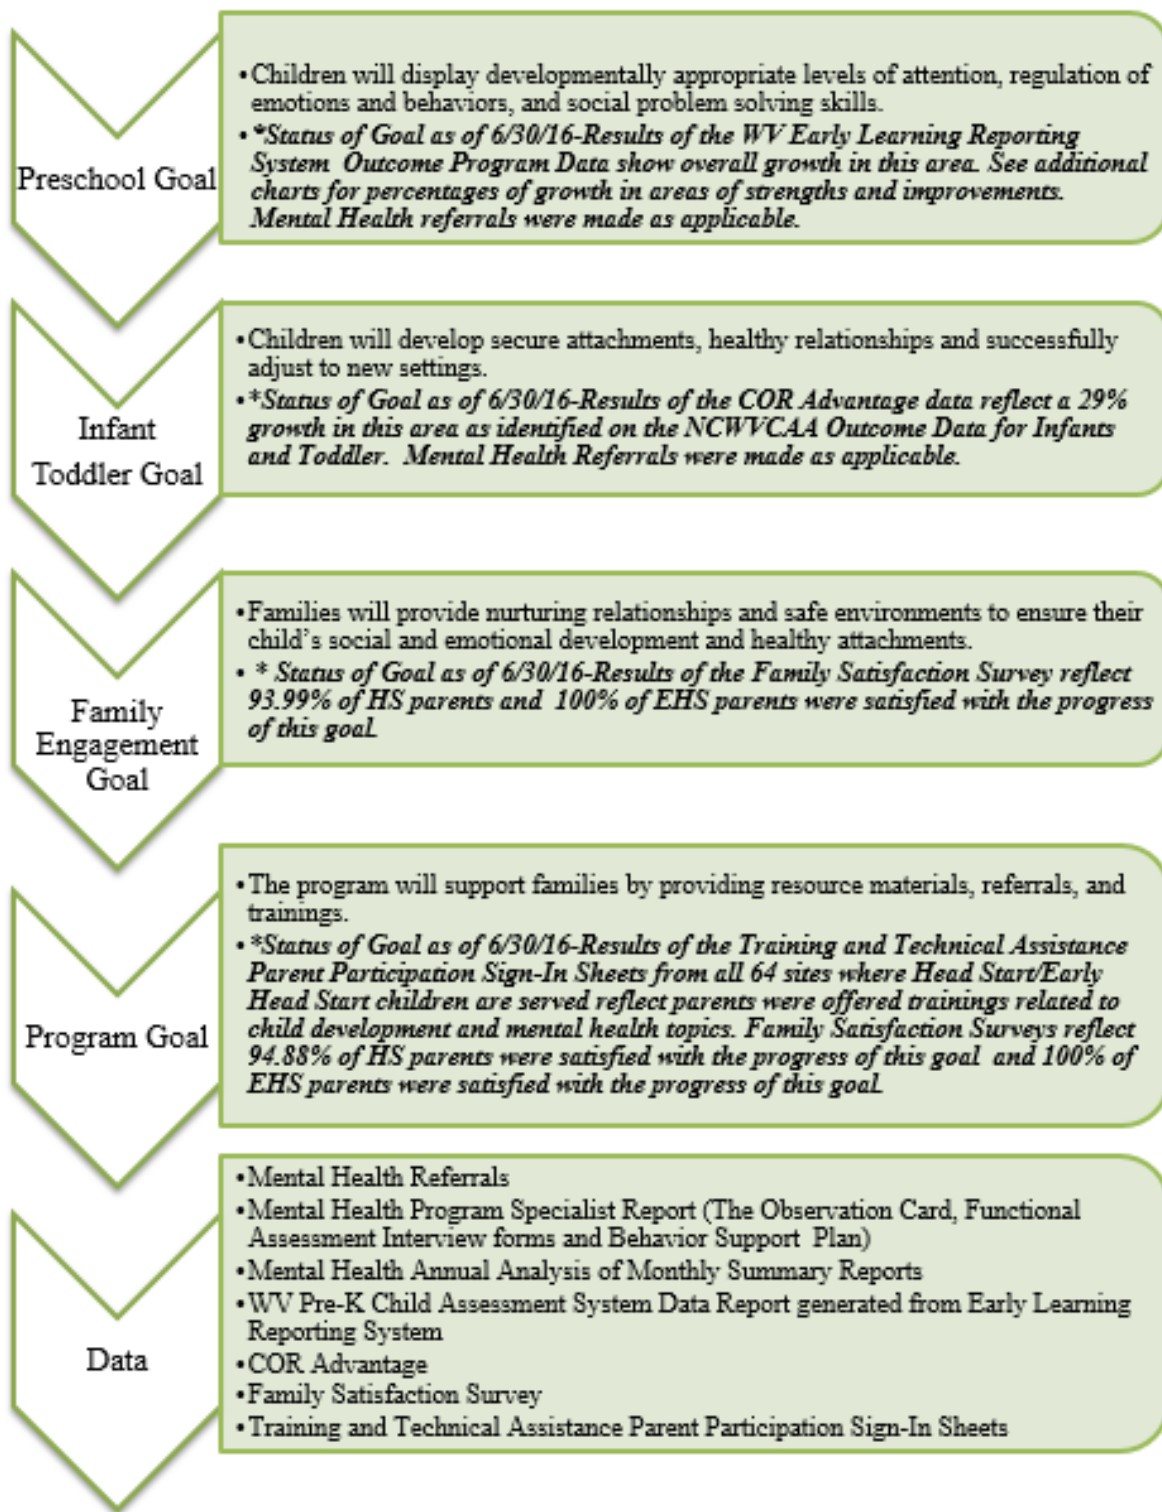 Preschool Goal
•Children will display developmentally appropriate levels of attention, regulation of
emotions and behaviors, and social problem solving skills.
•*Status of Goal as of 6/30/16-Results of the WV Early Learning Reporting
System Outcome Program Data show overall growth in this area. See additional
charts for percentages of growth in areas of strengths and improvements.
Mental Health referrals were made as applicable.
Infant
Toddler Goal
•Children will develop secure attachments, healthy relationships and successfully
adjust to new settings.
•*Status of Goal as of 6/30/16-Results of the COR Advantage data reflect a 29%
growth in this area as identified on the NCWVCAA Outcome Data for Infants
and Toddler. Mental Health Referrals were made as applicable.
Family
Engagement
Goal
•Families will provide nurturing relationships and safe environments to ensure their
child's social and emotional development and healthy attachments.
• * Status of Goal as of 6/30/16-Results of the Family Satisfaction Survey reflect
93.99% of HS parents and 100% of EHS parents were satisfied with the progress
of this goal.
Program Goal
•The program will support families by providing resource materials, referrals, and
trainings.
•*Status of Goal as of 6/30/16-Results of the Training and Technical Assistance
Parent Participation Sign-In Sheets from all 64 sites where Head Start/Early
Head Start children are served reflect parents were offered trainings related to
child development and mental health topics. Family Satisfaction Surveys reflect
94.88% of HS parents were satisfied with the progress of this goal and 100% of
EHS parents were satisfied with the progress of this goal.
Data
•Mental Health Referrals
•Mental Health Program Specialist Report (The Observation Card, Functional
Assessment Interview forms and Behavior Support Plan)
•Mental Health Annual Analysis of Monthly Summary Reports
•WV Pre-K Child Assessment System Data Report generated from Early Learning
Reporting System
•COR Advantage
•Family Satisfaction Survey
•Training and Technical Assistance Parent Participation Sign-In Sheets